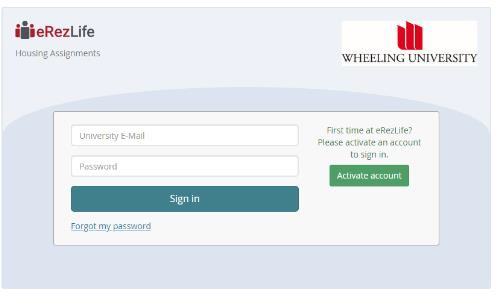 eRezLife
Housing Assignments
WHEELING UNIVERSITY
University E-Mail
Password
Sign in
Forgot my password
First time at eRezLife?
Please activate an account
to sign in.
Activate account